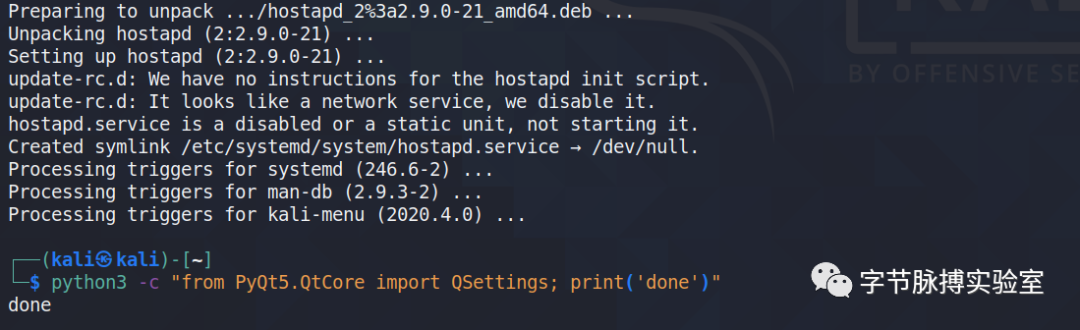 Preparing to unpack .../hostapd_2%3a2.9.0-21_amd64.deb ...
Unpacking hostapd (2:2.9.0-21) ...
Setting up hostapd (2:2.9.0-21) ...
update-rc.d: We have no instructions for the hostapd init script.
update-rc.d: It looks like a network service, we disable it.
hostapd.service is a disabled or a static unit, not starting it.
Created symlink /etc/systemd/system/hostapd.service → /dev/null.
Processing triggers for systemd (246.6-2) ...
Processing triggers for man-db (2.9.3-2) ...
Processing triggers for kali-menu (2020.4.0) ...
BY OFFENSIVE SE
┌──(kali㉿kali)-[~]
└─$ python3 -c "from PyQt5.QtCore import QSettings; print('done')"
done
字节脉搏实验室